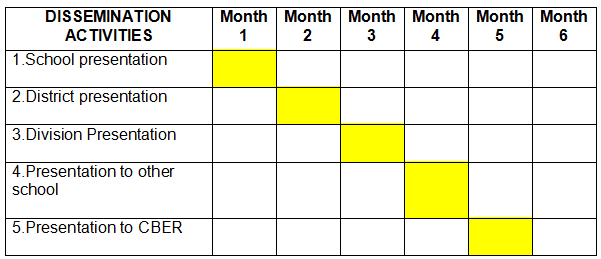 DISSEMINATION ACTIVITIES Month 1 Month 2 Month 3 Month 4 Month 5 Month 6
1.School presentation
2.District presentation
3.Division Presentation
4.Presentation to other
school
5.Presentation to CBER